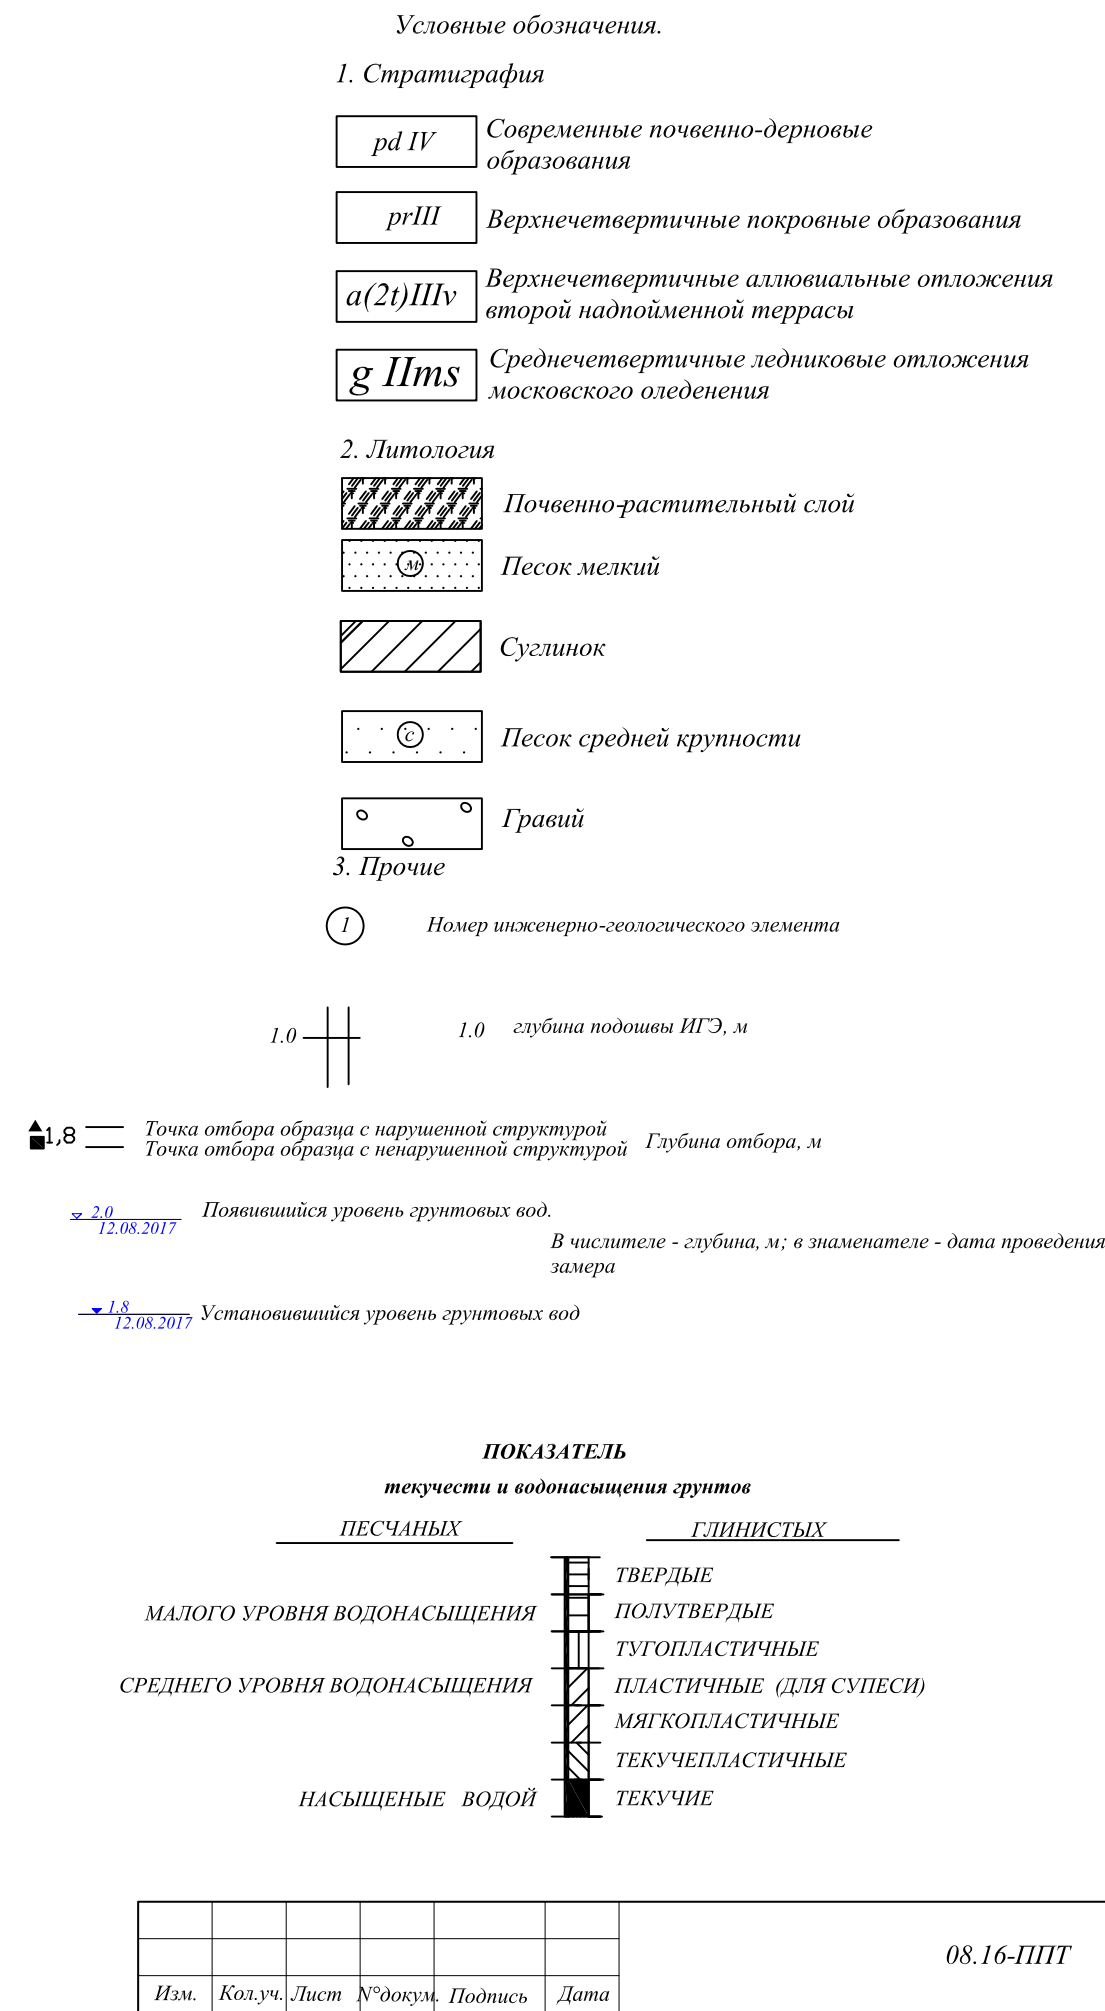 Условные обозначения.
1. Стратиграфия
pd IV
Современные почвенно-дерновые
образования
prIII
Верхнечетвертичные покровные образования
a(2t)IIIv
Верхнечетвертичные аллювиальные отложения
второй надпойменной террасы
g IIms
Среднечетвертичные ледниковые отложения
московского оледенения
2. Литология
Почвенно-растительный слой
м
Песок мелкий
Суглинок
с
Песок средней крупности
Гравий
3. Прочие
1
Номер инженерно-геологического элемента
1.0
1.0 глубина подошвы ИГЭ, м
1,8
Точка отбора образца с нарушенной структурой
Точка отбора образца с ненарушенной структурой
Глубина отбора, м
2.0
12.08.2017
Появившийся уровень грунтовых вод.
В числителе - глубина, м; в знаменателе - дата проведения
замера
1.8
12.08.2017
Установившийся уровень грунтовых вод
ПОКАЗАТЕЛЬ
текучести и водонасыщения грунтов
ПЕСЧАНЫХ
ГЛИНИСТЫХ
ТВЕРДЫЕ
МАЛОГО УРОВНЯ ВОДОНАСЫЩЕНИЯ
ПОЛУТВЕРДЫЕ
ТУГОПЛАСТИЧНЫЕ
СРЕДНЕГО УРОВНЯ ВОДОНАСЫЩЕНИЯ
ПЛАСТИЧНЫЕ (ДЛЯ СУПЕСИ)
МЯГКОПЛАСТИЧНЫЕ
ТЕКУЧЕПЛАСТИЧНЫЕ
НАСЫЩЕНЫЕ ВОДОЙ
ТЕКУЧИЕ
08.16-ППТ
Изм. Кол.уч. Лист N°докум. Подпись Дата